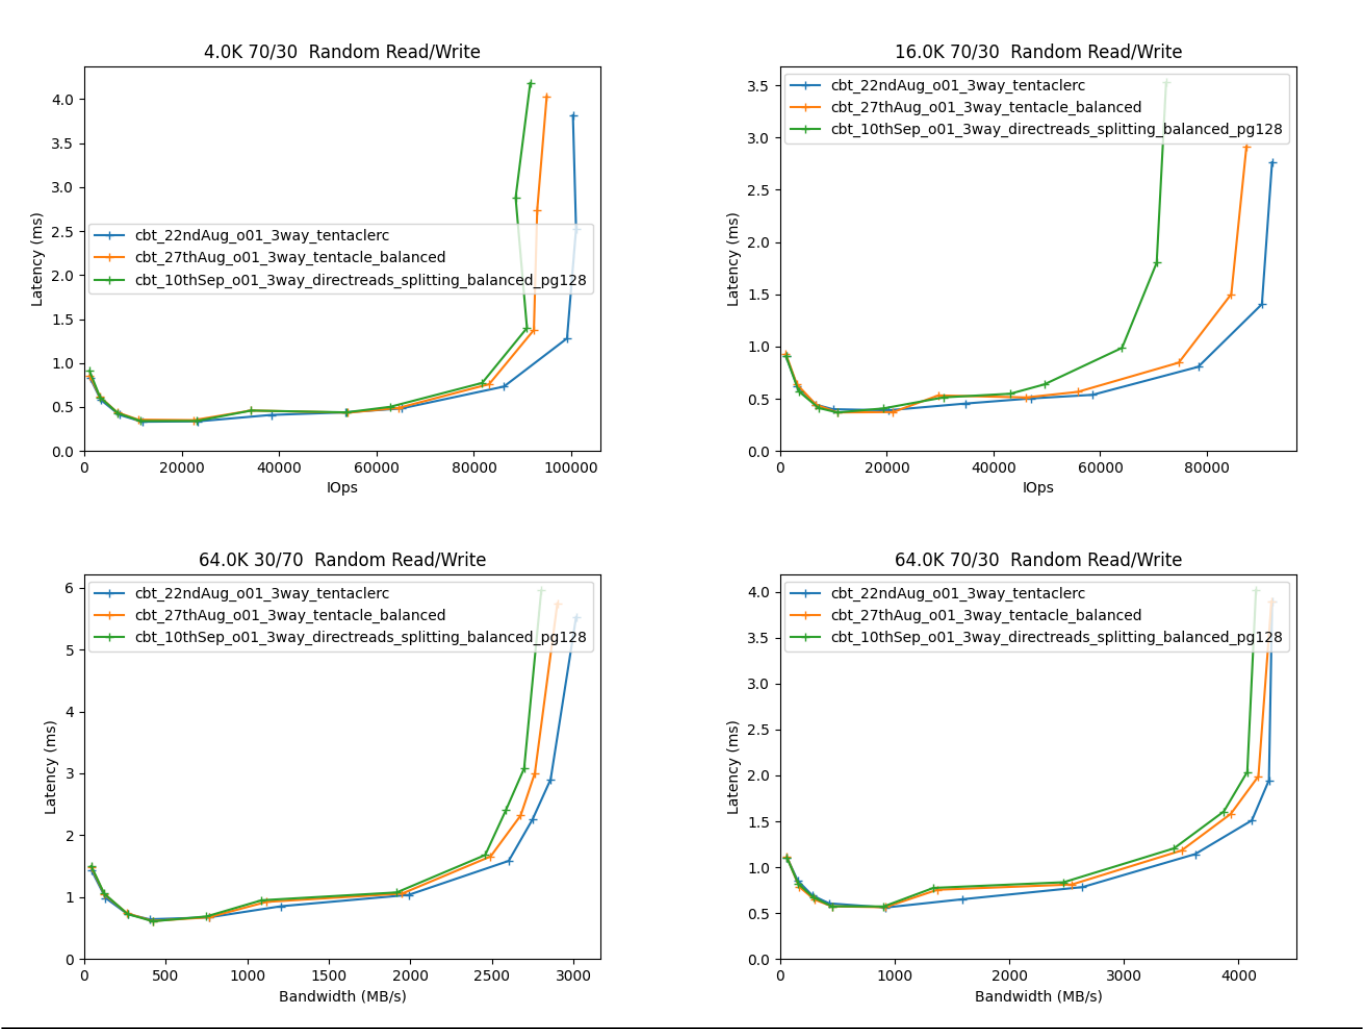 4.0K 70/30  Random Read/Write
Latency (ms)
4.0
3.5
3.0
2.5
2.0
1.5
1.0
0.5
0.0
cbt_22ndAug_o01_3way_tentaclerc
cbt_27thAug_o01_3way_tentacle_balanced
cbt_10thSep_o01_3way_directreads_splitting_balanced_pg128
0 20000 40000 60000 80000 100000
IOps
16.0K 70/30  Random Read/Write
Latency (ms)
3.5
3.0
2.5
2.0
1.5
1.0
0.5
0.0
cbt_22ndAug_o01_3way_tentaclerc
cbt_27thAug_o01_3way_tentacle_balanced
cbt_10thSep_o01_3way_directreads_splitting_balanced_pg128
0 20000 40000 60000 80000
IOps
64.0K 30/70  Random Read/Write
Latency (ms)
6
5
4
3
2
1
0
cbt_22ndAug_o01_3way_tentaclerc
cbt_27thAug_o01_3way_tentacle_balanced
cbt_10thSep_o01_3way_directreads_splitting_balanced_pg128
0 500 1000 1500 2000 2500 3000
Bandwidth (MB/s)
64.0K 70/30  Random Read/Write
Latency (ms)
4.0
3.5
3.0
2.5
2.0
1.5
1.0
0.5
0.0
cbt_22ndAug_o01_3way_tentaclerc
cbt_27thAug_o01_3way_tentacle_balanced
cbt_10thSep_o01_3way_directreads_splitting_balanced_pg128
0 1000 2000 3000 4000
Bandwidth (MB/s)